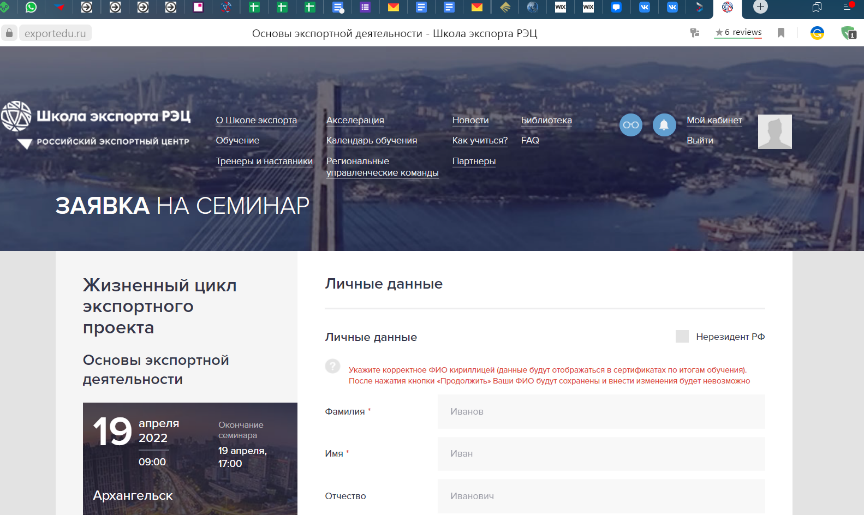 exportedu.ru
Основы экспортной деятельности - Школа экспорта РЭЦ
★ 6 reviews
1
Школа экспорта РЭЦ
РОССИЙСКИЙ ЭКСПОРТНЫЙ ЦЕНТР
О Школе экспорта
Обучение
Тренеры и наставники
Акселерация
Календарь обучения
Региональные
управленческие команды
Новости
Как учиться?
Партнеры
Библиотека
FAQ
Мой кабинет
Выйти
ЗАЯВКА НА СЕМИНАР
Жизненный цикл
экспортного
проекта
Основы экспортной
деятельности
19 апреля
2022
09:00
Окончание
семинара
19 апреля,
17:00
Архангельск
Личные данные
Личные данные
Нерезидент РФ
? Укажите корректное ФИО кириллицей (данные будут отображаться в сертификатах по итогам обучения).
После нажатия кнопки «Продолжить» Ваши ФИО будут сохранены и внести изменения будет невозможно
Фамилия * Иванов
Имя * Иван
Отчество Иванович